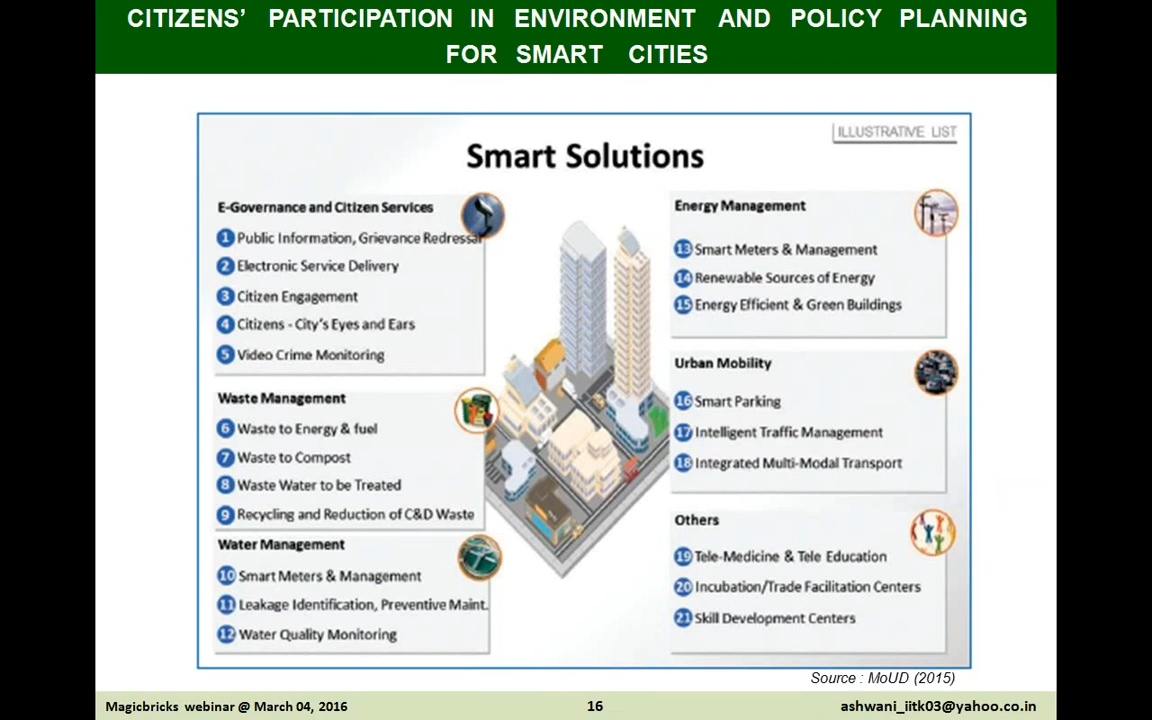 CITIZENS’ PARTICIPATION IN ENVIRONMENT AND POLICY PLANNING
FOR SMART CITIES
ILLUSTRATIVE LIST
Smart Solutions
E-Governance and Citizen Services
1 Public Information, Grievance Redressal
2 Electronic Service Delivery
3 Citizen Engagement
4 Citizens - City's Eyes and Ears
5 Video Crime Monitoring
Waste Management
6 Waste to Energy & fuel
7 Waste to Compost
8 Waste Water to be Treated
9 Recycling and Reduction of C&D Waste
Water Management
10 Smart Meters & Management
11 Leakage Identification, Preventive Maint.
12 Water Quality Monitoring
Energy Management
13 Smart Meters & Management
14 Renewable Sources of Energy
15 Energy Efficient & Green Buildings
Urban Mobility
16 Smart Parking
17 Intelligent Traffic Management
18 Integrated Multi-Modal Transport
Others
19 Tele-Medicine & Tele Education
20 Incubation/Trade Facilitation Centers
21 Skill Development Centers
Source : MoUD (2015)
Magicbricks webinar @ March 04, 2016
16
ashwani_iitk03@yahoo.co.in